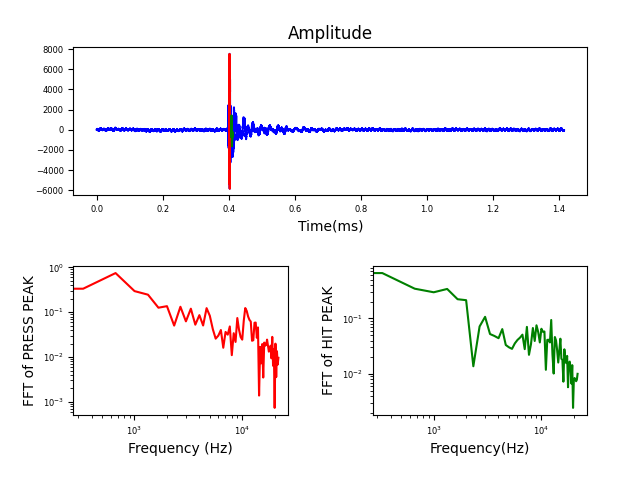 Amplitude
8000
6000
4000
2000
0
−2000
−4000
−6000
0.0 0.2 0.4 0.6 0.8 1.0 1.2 1.4
Time(ms)
FFT of PRESS PEAK
10⁰
10⁻¹
10⁻²
10⁻³
10³ 10⁴
Frequency (Hz)
FFT of HIT PEAK
10⁻¹
10⁻²
10³ 10⁴
Frequency(Hz)